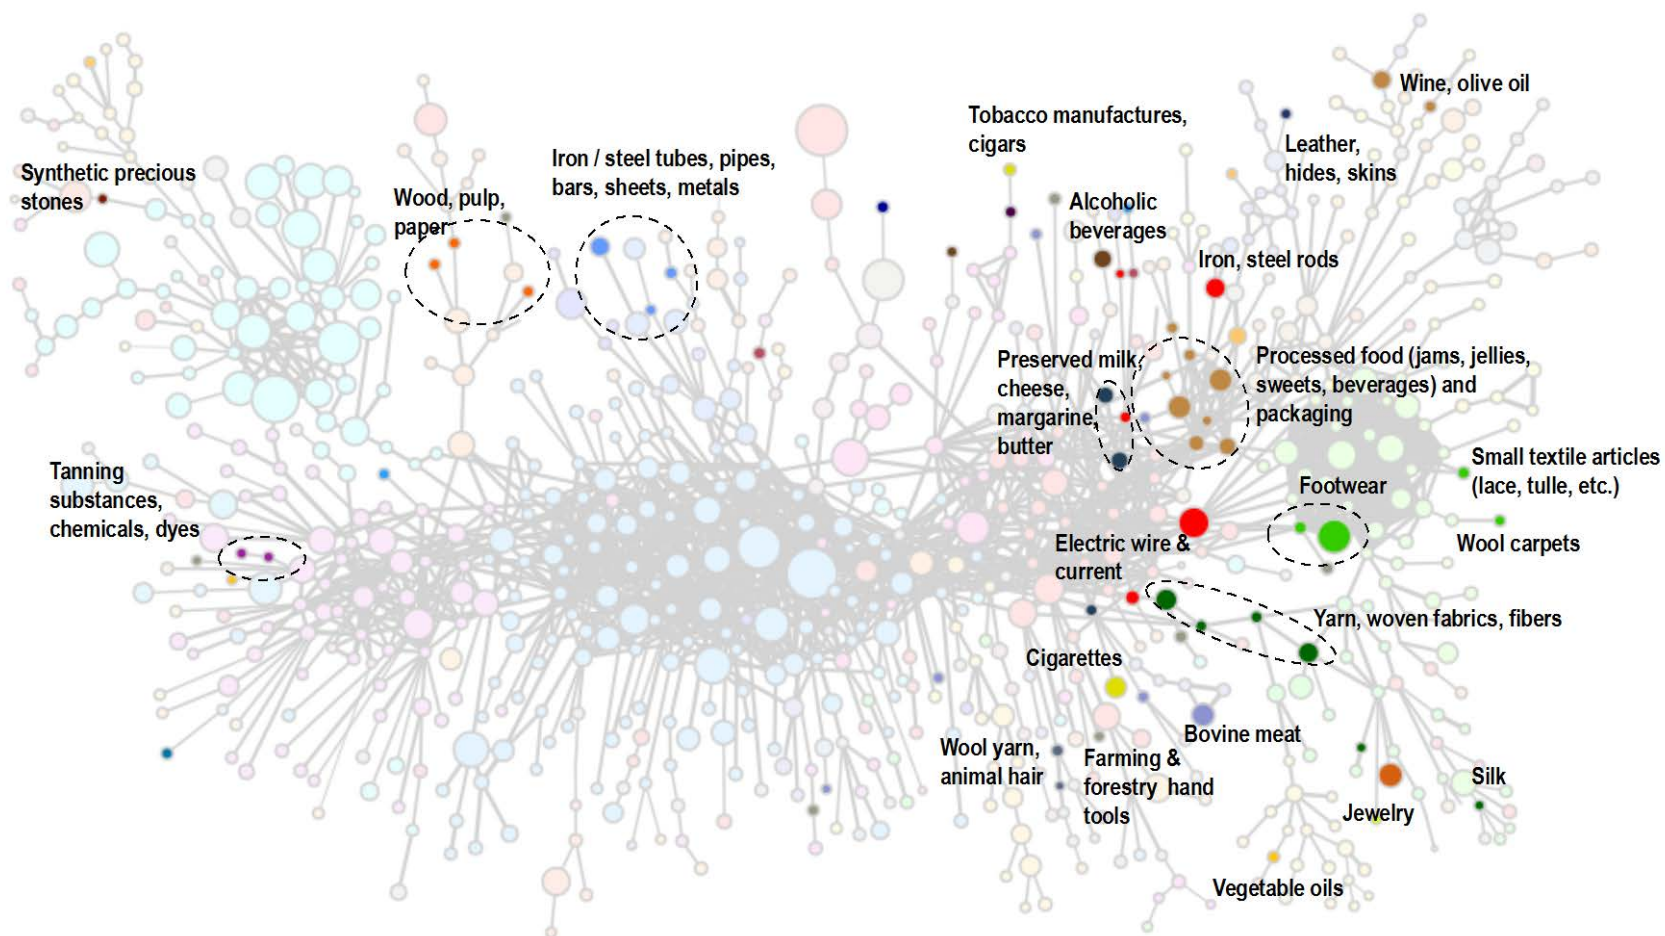 Wine, olive oil
Tobacco manufactures,
cigars
Leather,
hides, skins
Iron / steel tubes, pipes,
bars, sheets, metals
Synthetic precious
stones
Wood, pulp,
paper
Alcoholic
beverages
Iron, steel rods
Preserved milk,
cheese,
margarine,
butter
Processed food (jams, jellies,
sweets, beverages) and
packaging
Tanning
substances,
chemicals, dyes
Small textile articles
(lace, tulle, etc.)
Footwear
Electric wire &
current
Wool carpets
Yarn, woven fabrics, fibers
Cigarettes
Bovine meat
Wool yarn,
animal hair
Farming &
forestry hand
tools
Silk
Jewelry
Vegetable oils